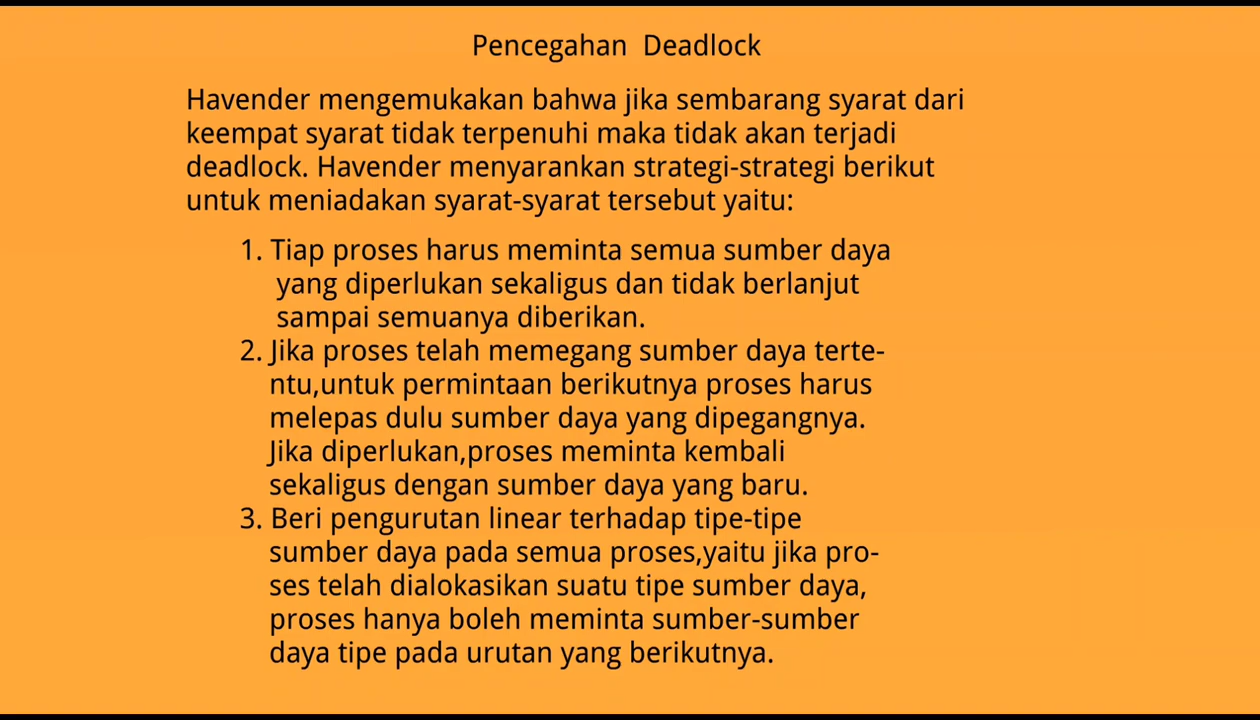 Pencegahan Deadlock
Havender mengemukakan bahwa jika sembarang syarat dari
keempat syarat tidak terpenuhi maka tidak akan terjadi
deadlock. Havender menyarankan strategi-strategi berikut
untuk meniadakan syarat-syarat tersebut yaitu:
1. Tiap proses harus meminta semua sumber daya
yang diperlukan sekaligus dan tidak berlanjut
sampai semuanya diberikan.
2. Jika proses telah memegang sumber daya terte-
ntu,untuk permintaan berikutnya proses harus
melepas dulu sumber daya yang dipegangnya.
Jika diperlukan,proses meminta kembali
sekaligus dengan sumber daya yang baru.
3. Beri pengurutan linear terhadap tipe-tipe
sumber daya pada semua proses,yaitu jika pro-
ses telah dialokasikan suatu tipe sumber daya,
proses hanya boleh meminta sumber-sumber
daya tipe pada urutan yang berikutnya.